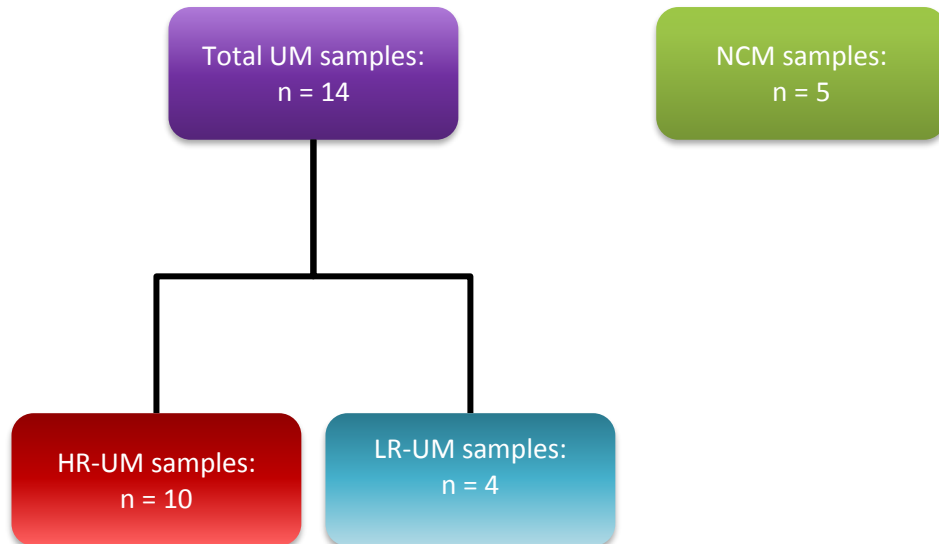 Total UM samples:
n = 14
NCM samples:
n = 5
HR-UM samples:
n = 10
LR-UM samples:
n = 4